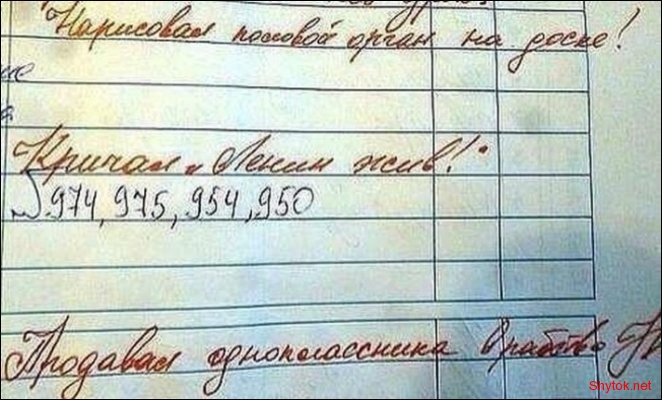 Нарисовал половой орган на доске!
Кричал „Ленин жив!"
974, 975, 954, 950
Продавал одноклассника в рабство
Shytok.net